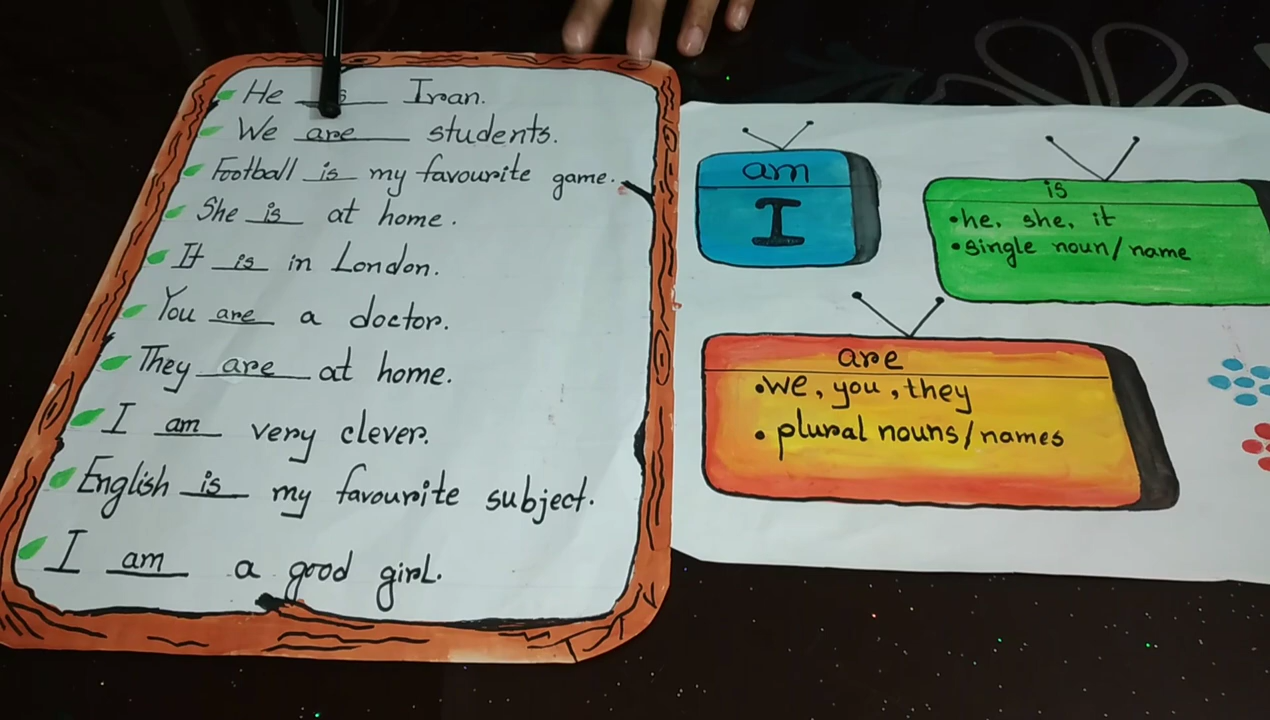 He is Iran.
We are students.
Football is my favourite game.
She is at home.
It is in London.
You are a doctor.
They are at home.
I am very clever.
English is my favourite subject.
I am a good girl.
am
I
is
•he, she, it
•single noun/name
are
•we, you, they
• plural nouns/names